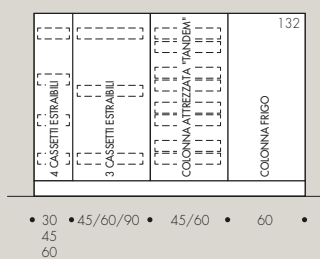 132
4 CASSETTI ESTRAIBILI
3 CASSETTI ESTRAIBILI
COLONNA ATTREZZATA "TANDEM"
COLONNA FRIGO
• 30 • 45/60/90 • 45/60 • 60 •
45
60